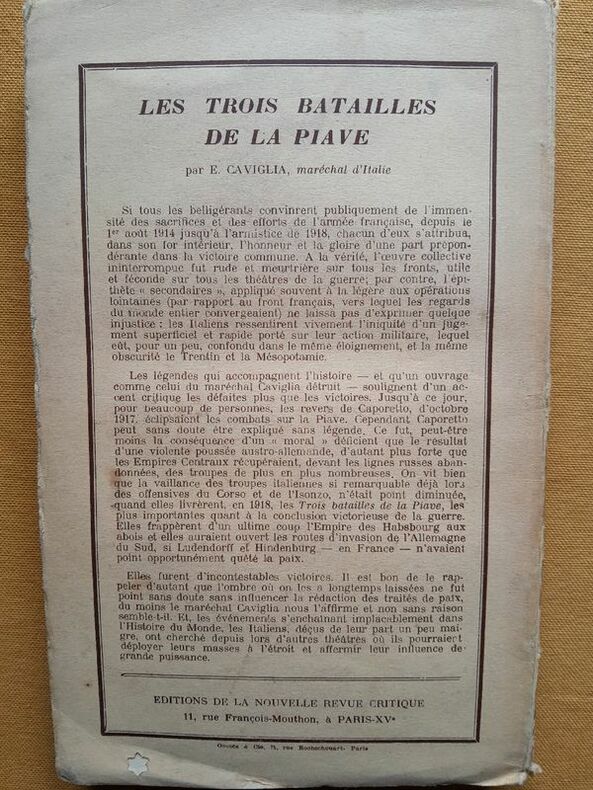 LES TROIS BATAILLES
DE LA PIAVE
par E. CAVIGLIA, maréchal d'Italie
Si tous les belligérants convinrent publiquement de l'immen-
sité des sacrifices et des efforts de l'armée française, depuis le
1er août 1914 jusqu'à l'armistice de 1918, chacun d'eux s'attribua,
dans son for intérieur, l'honneur et la gloire d'une part prépon-
dérante dans la victoire commune. A la vérité, l'œuvre collective
ininterrompue fut rude et meurtrière sur tous les fronts, utile
et féconde sur tous les théâtres de la guerre; par contre, l'épi-
thète « secondaires », appliqué souvent à la légère aux opérations
lointaines (par rapport au front français, vers lequel les regards
du monde entier convergeaient) ne laissa pas d'exprimer quelque
injustice : les Italiens ressentirent vivement l'iniquité d'un juge-
ment superficiel et rapide porté sur leur action militaire, lequel
eût, pour un peu, confondu dans le même éloignement, et la même
obscurité le Trentin et la Mésopotamie.
Les légendes qui accompagnent l'histoire — et qu'un ouvrage
comme celui du maréchal Caviglia détruit — soulignent d'un ac-
cent critique les défaites plus que les victoires. Jusqu'à ce jour,
pour beaucoup de personnes, les revers de Caporetto, d'octobre
1917, éclipsaient les combats sur la Piave. Cependant Caporetto
peut sans doute être expliqué sans légende. Ce fut, peut-être
moins la conséquence d'un « moral » déficient que le résultat
d'une violente poussée austro-allemande, d'autant plus forte que
les Empires Centraux récupéraient, devant les lignes russes aban-
données, des troupes de plus en plus nombreuses. On vit bien
que la vaillance des troupes italiennes si remarquable déjà lors
des offensives du Corso et de l'Isonzo, n'était point diminuée,
quand elles livrèrent, en 1918, les Trois batailles de la Piave, les
plus importantes quant à la conclusion victorieuse de la guerre.
Elles frappèrent d'un ultime coup l'Empire des Habsbourg aux
abois et elles auraient ouvert les routes d'invasion de l'Allemagne
du Sud, si Ludendorff et Hindenburg — en France — n'avaient
point opportunément quêté la paix.
Elles furent d'incontestables victoires. Il est bon de le rap-
peler d'autant que l'ombre où on les a longtemps laissées ne fut
point sans doute sans influencer la rédaction des traités de paix,
du moins le maréchal Caviglia nous l'affirme et non sans raison
semble-t-il. Et, les événements s'enchaînant implacablement dans
l'Histoire du Monde, les Italiens, déçus de leur part un peu mai-
gre, ont cherché depuis lors d'autres théâtres où ils pourraient
déployer leurs masses à l'étroit et affermir leur influence de
grande puissance.
EDITIONS DE LA NOUVELLE REVUE CRITIQUE
11, rue François-Mouthon, à PARIS-XVe
& Cie, 71, rue Rochechouart- Paris